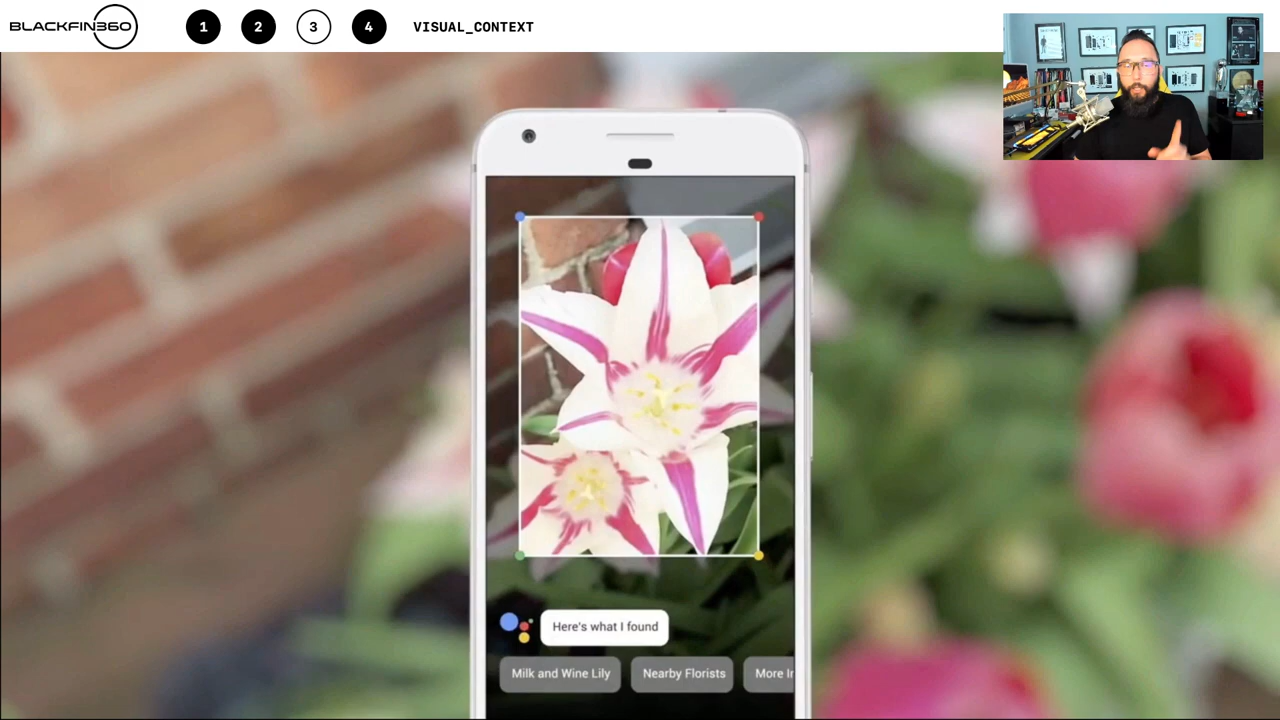 BLACKFIN360
1 2 3 4 VISUAL_CONTEXT
Here's what I found
Milk and Wine Lily Nearby Florists More